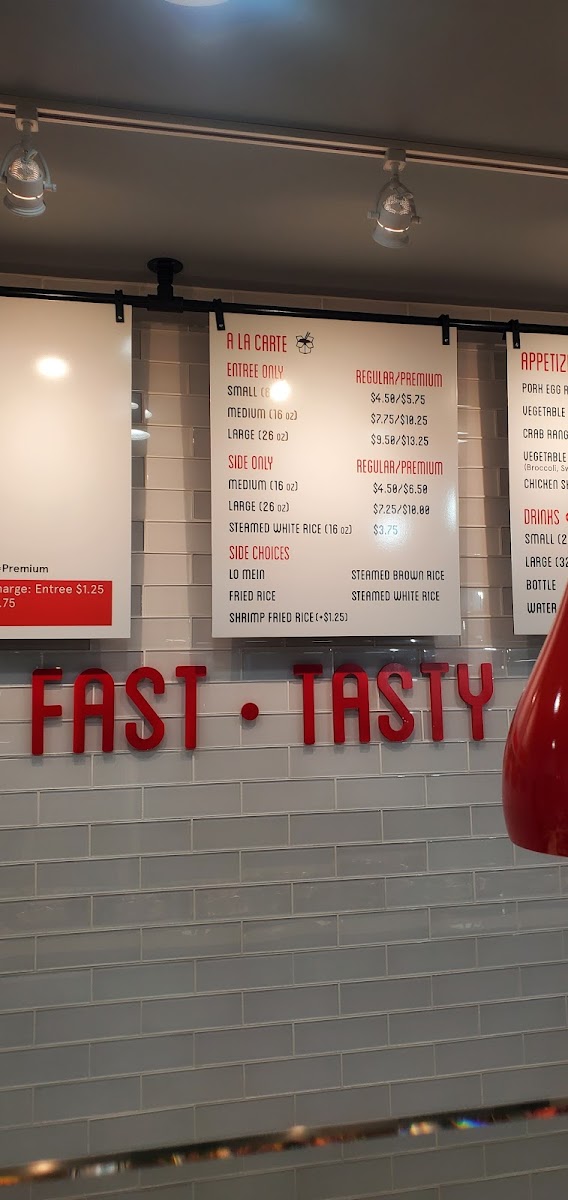 Premium
harge: Entree $1.25
.75
A LA CARTE
ENTREE ONLY REGULAR/PREMIUM
SMALL $4.50/$5.75
MEDIUM (16 oz) $7.75/$10.25
LARGE (26 oz) $9.50/$13.25
SIDE ONLY REGULAR/PREMIUM
MEDIUM (16 oz) $4.50/$6.50
LARGE (26 oz) $7.25/$10.00
STEAMED WHITE RICE (16 oz) $3.75
SIDE CHOICES
LO MEIN STEAMED BROWN RICE
FRIED RICE STEAMED WHITE RICE
SHRIMP FRIED RICE (+$1.25)
APPETIZ
PORK EGG R
VEGETABLE
CRAB RANG
VEGETABLE
(Broccoli, Sw
CHICKEN S
DRINKS
SMALL (2
LARGE (32
BOTTLE
WATER
FAST • TASTY